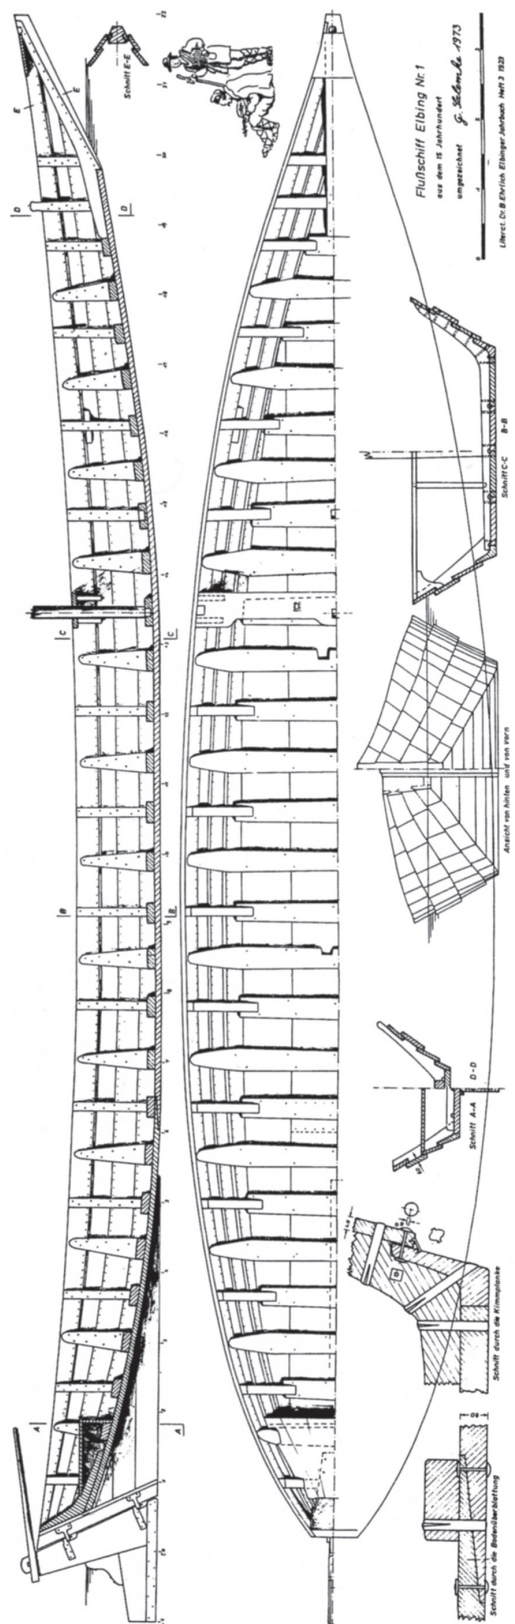 Flußschiff Elbing Nr.1
aus dem 15 Jahrhundert
umgezeichnet 1973
Literat. Dr. B. Ehrlich Elbinger Jahrbuch Heft 3 1923
Schnitt E-E
E
E
D
D
C
C
B
B
A
A
Schnitt C-C
B-B
Ansicht von hinten und von vorn
Schnitt A-A
D-D
Schnitt durch die Kimmplanke
Schnitt durch die Bodenüberblattung